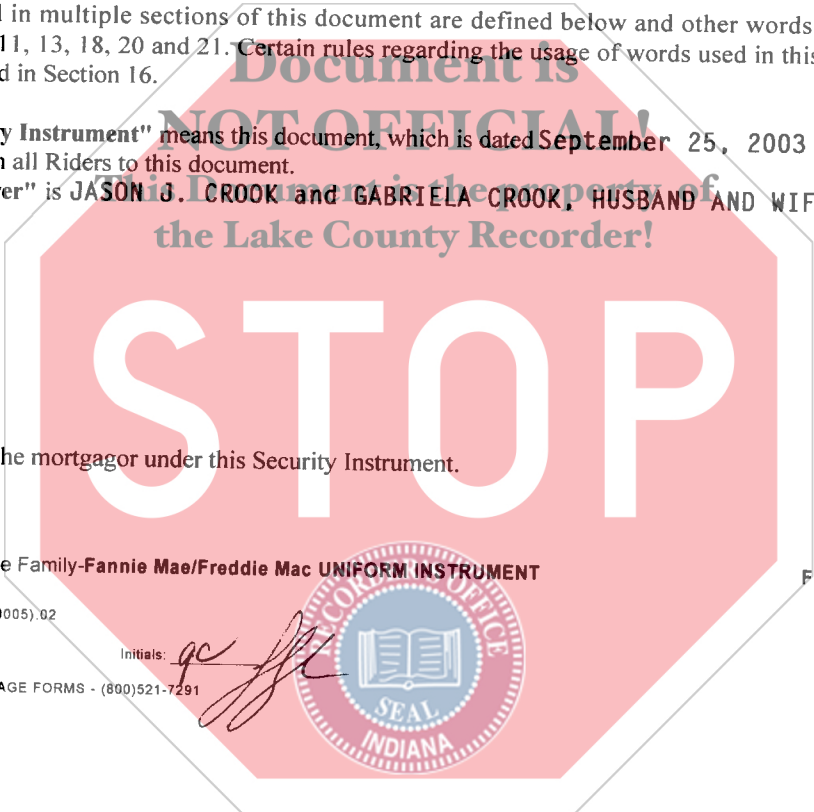 in multiple sections of this document are defined below and other words
11, 13, 18, 20 and 21. Certain rules regarding the usage of words used in this
in Section 16.
Document is
NOT OFFICIAL!
y Instrument" means this document, which is dated September 25, 2003
all Riders to this document.
er" is JASON J. CROOK and GABRIELA CROOK, HUSBAND AND WIF
This Document is the property of
the Lake County Recorder!
STOP
he mortgagor under this Security Instrument.
e Family-Fannie Mae/Freddie Mac UNIFORM INSTRUMENT
F
005).02
Initials: gc jjc
AGE FORMS - (800)521-7291
RECORDER'S OFFICE
SEAL
INDIANA